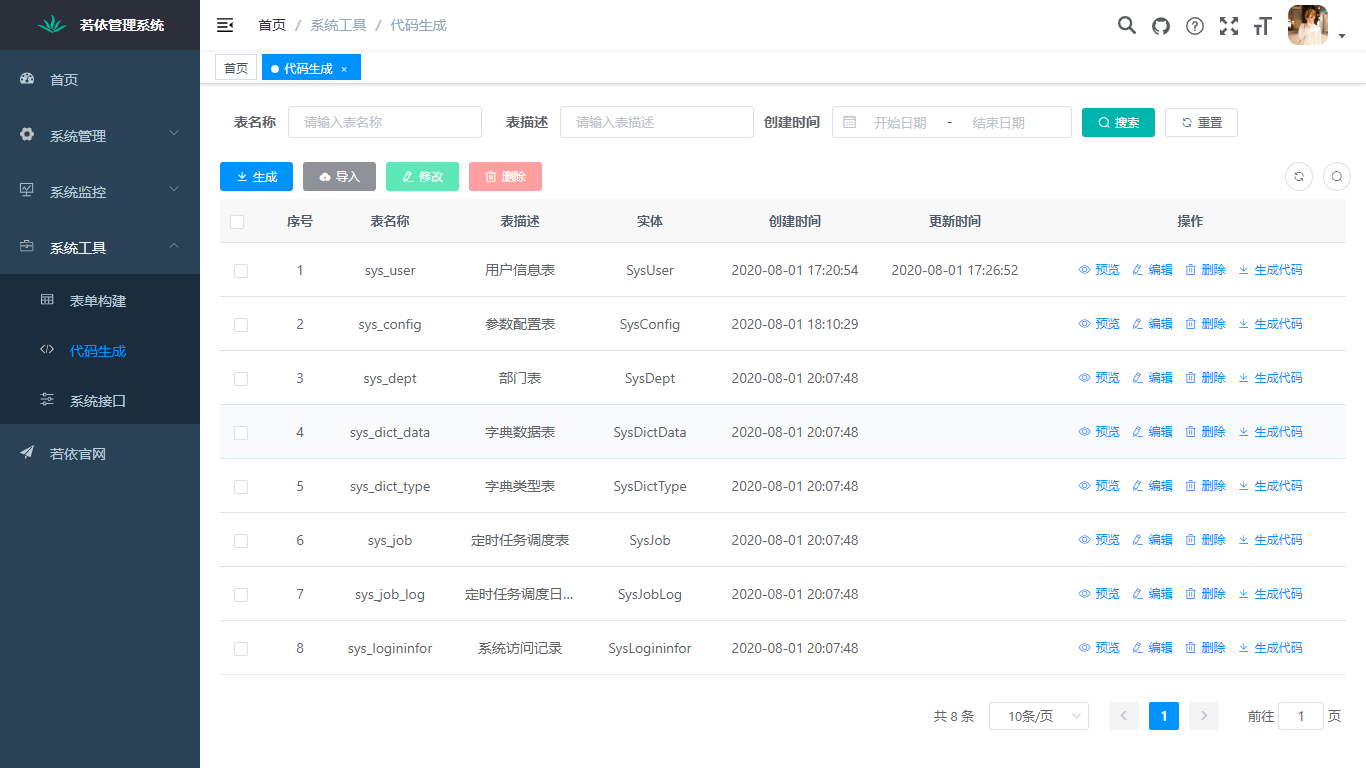 若依管理系统
首页 / 系统工具 / 代码生成
首页
系统管理
系统监控
系统工具
表单构建
代码生成
系统接口
若依官网
首页 代码生成 ×
表名称 请输入表名称 表描述 请输入表描述 创建时间 开始日期 - 结束日期 搜索 重置
生成 导入 修改 删除
序号 表名称 表描述 实体 创建时间 更新时间 操作
1 sys_user 用户信息表 SysUser 2020-08-01 17:20:54 2020-08-01 17:26:52 预览 编辑 删除 生成代码
2 sys_config 参数配置表 SysConfig 2020-08-01 18:10:29 预览 编辑 删除 生成代码
3 sys_dept 部门表 SysDept 2020-08-01 20:07:48 预览 编辑 删除 生成代码
4 sys_dict_data 字典数据表 SysDictData 2020-08-01 20:07:48 预览 编辑 删除 生成代码
5 sys_dict_type 字典类型表 SysDictType 2020-08-01 20:07:48 预览 编辑 删除 生成代码
6 sys_job 定时任务调度表 SysJob 2020-08-01 20:07:48 预览 编辑 删除 生成代码
7 sys_job_log 定时任务调度日... SysJobLog 2020-08-01 20:07:48 预览 编辑 删除 生成代码
8 sys_logininfor 系统访问记录 SysLogininfor 2020-08-01 20:07:48 预览 编辑 删除 生成代码
共 8 条 10条/页 1 前往 1 页